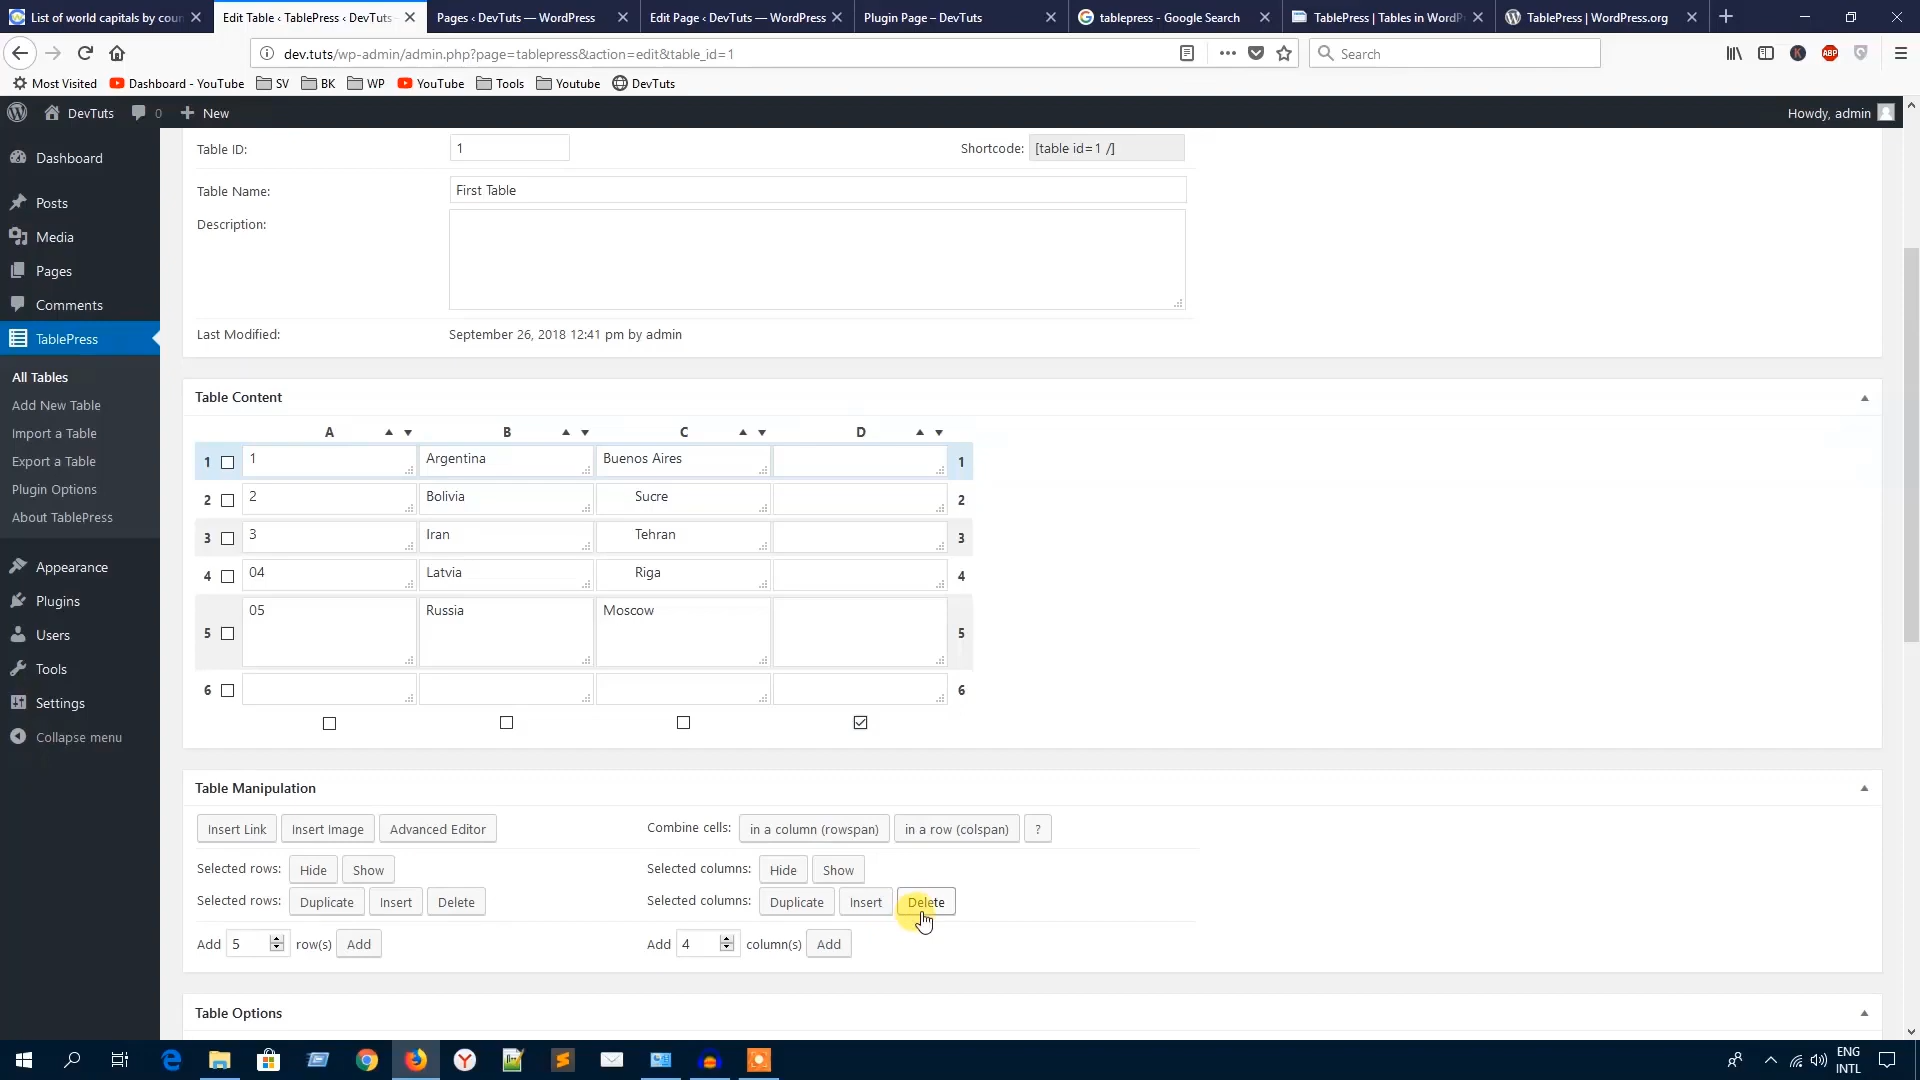 List of world capitals by coun
Edit Table ‹ TablePress ‹ DevTuts
Pages ‹ DevTuts — WordPress
Edit Page ‹ DevTuts — WordPress
Plugin Page – DevTuts
tablepress - Google Search
TablePress | Tables in WordP
TablePress | WordPress.org
dev.tuts/wp-admin/admin.php?page=tablepress&action=edit&table_id=1
Search
Most Visited
Dashboard - YouTube
SV
BK
WP
YouTube
Tools
Youtube
DevTuts
DevTuts
0
New
Howdy, admin
Dashboard
Posts
Media
Pages
Comments
TablePress
All Tables
Add New Table
Import a Table
Export a Table
Plugin Options
About TablePress
Appearance
Plugins
Users
Tools
Settings
Collapse menu
Table ID: 1 Shortcode: [table id=1 /]
Table Name: First Table
Description:
Last Modified: September 26, 2018 12:41 pm by admin
Table Content
A B C D
1 1 Argentina Buenos Aires 1
2 2 Bolivia Sucre 2
3 3 Iran Tehran 3
4 04 Latvia Riga 4
5 05 Russia Moscow 5
6 6
Table Manipulation
Insert Link Insert Image Advanced Editor Combine cells: in a column (rowspan) in a row (colspan) ?
Selected rows: Hide Show Selected columns: Hide Show
Selected rows: Duplicate Insert Delete Selected columns: Duplicate Insert Delete
Add 5 row(s) Add Add 4 column(s) Add
Table Options
ENG
INTL